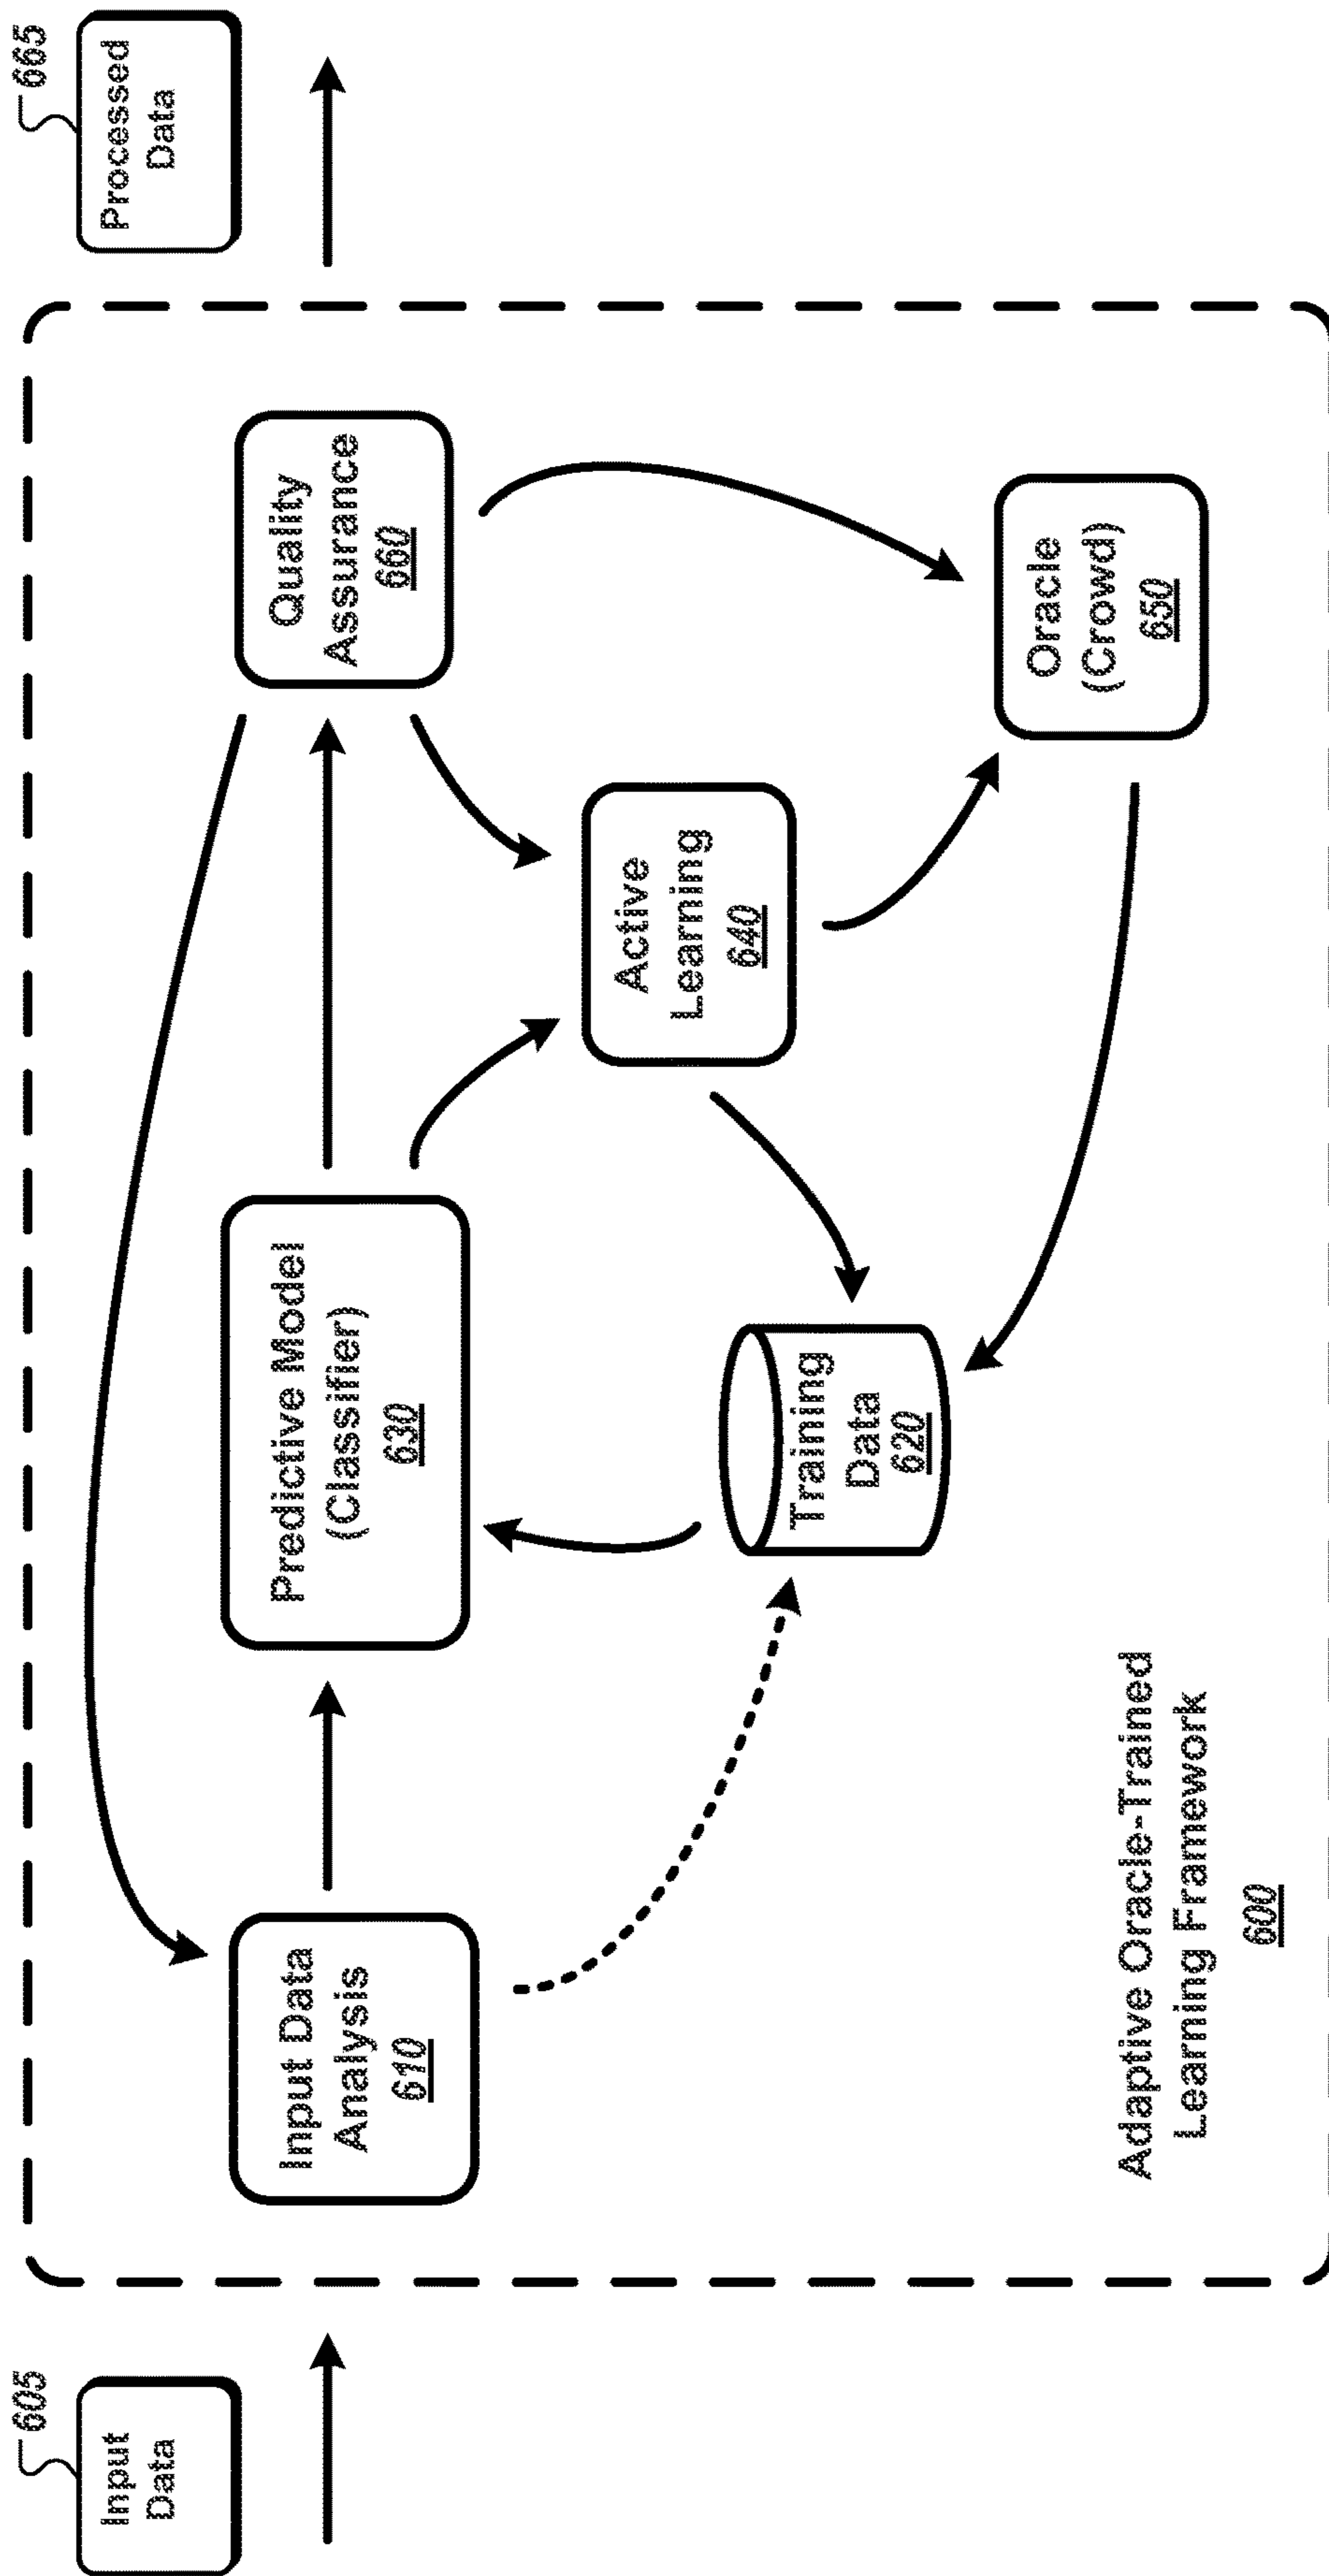 605
Input
Data
665
Processed
Data
Input Data
Analysis
610
Predictive Model
(Classifier)
630
Quality
Assurance
660
Active
Learning
640
Training
Data
620
Oracle
(Crowd)
650
Adaptive Oracle-Trained
Learning Framework
600